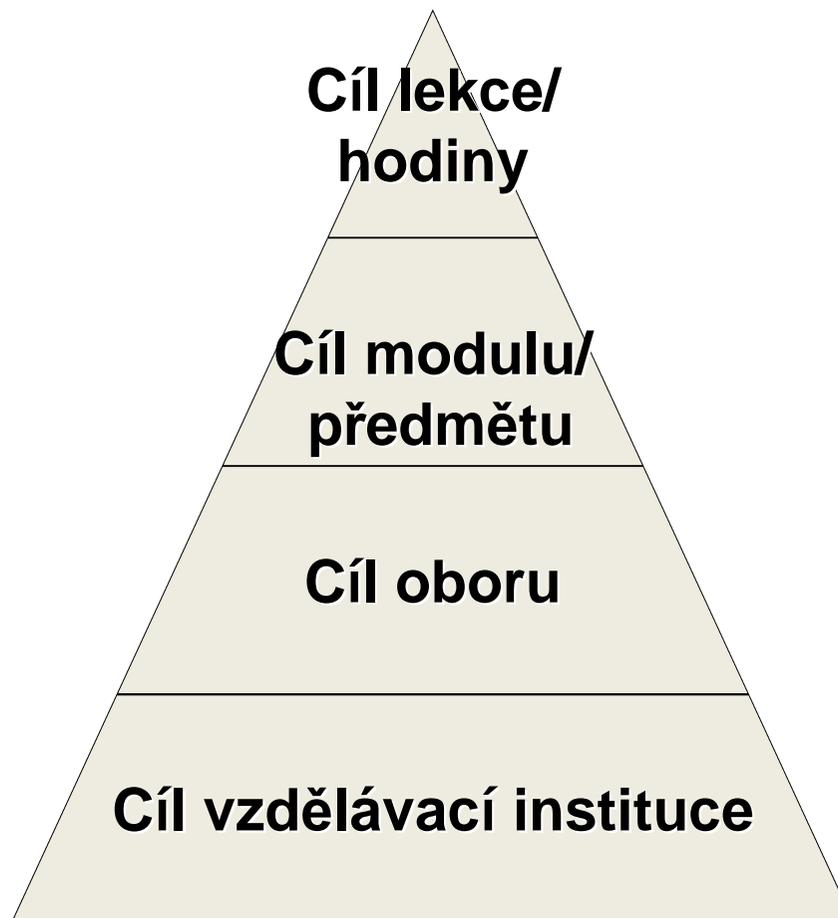 Cíl lekce/
hodiny
Cíl modulu/
předmětu
Cíl oboru
Cíl vzdělávací instituce